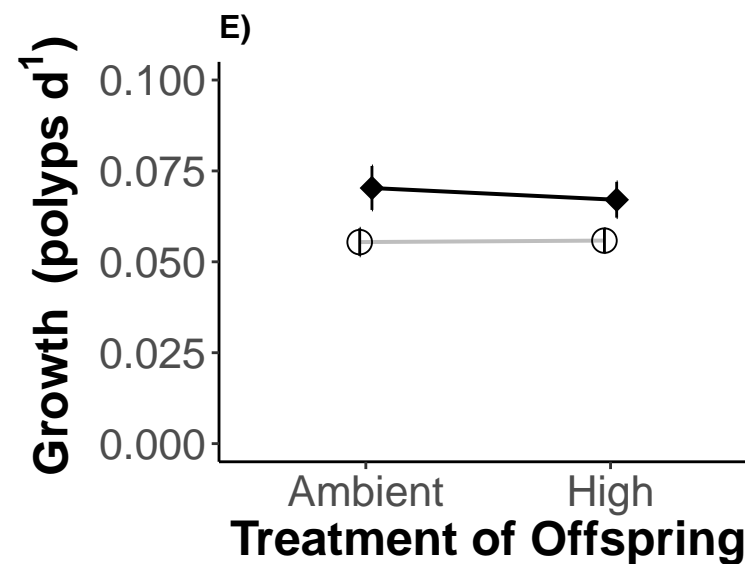 E)
Growth (polyps d¹)
0.100
0.075
0.050
0.025
0.000
Ambient High
Treatment of Offspring